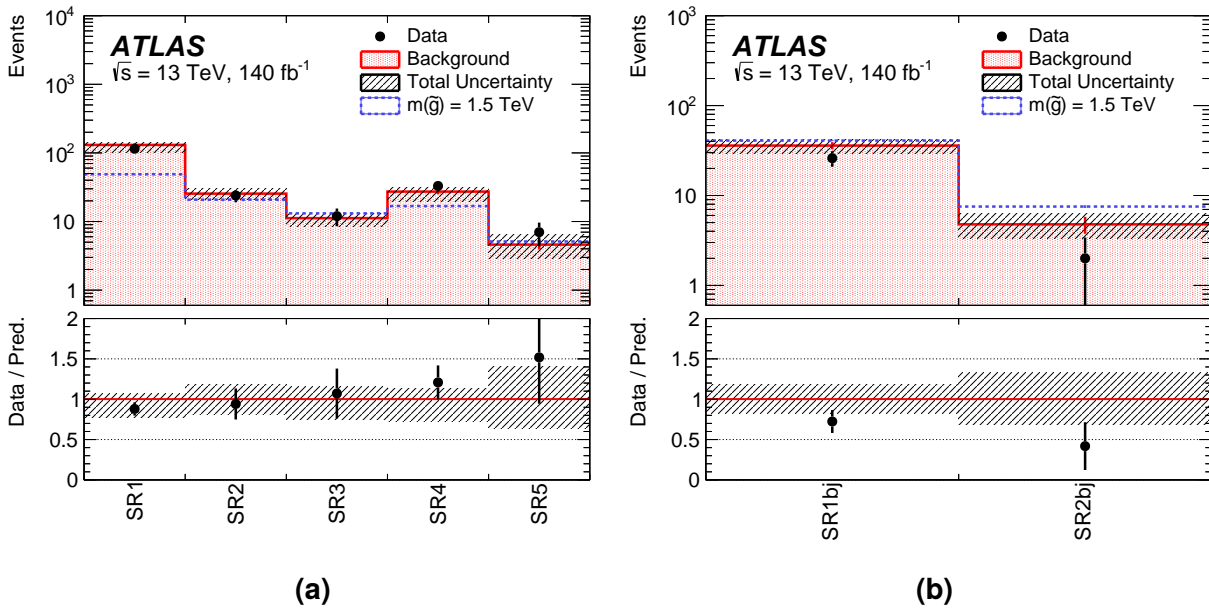 Events
10⁴
10³
10²
10
1
ATLAS
√s = 13 TeV, 140 fb⁻¹
Data
Background
Total Uncertainty
m(g̃) = 1.5 TeV
Data / Pred.
2
1.5
1
0.5
0
SR1
SR2
SR3
SR4
SR5
(a)
Events
10³
10²
10
1
ATLAS
√s = 13 TeV, 140 fb⁻¹
Data
Background
Total Uncertainty
m(g̃) = 1.5 TeV
Data / Pred.
2
1.5
1
0.5
0
SR1bj
SR2bj
(b)